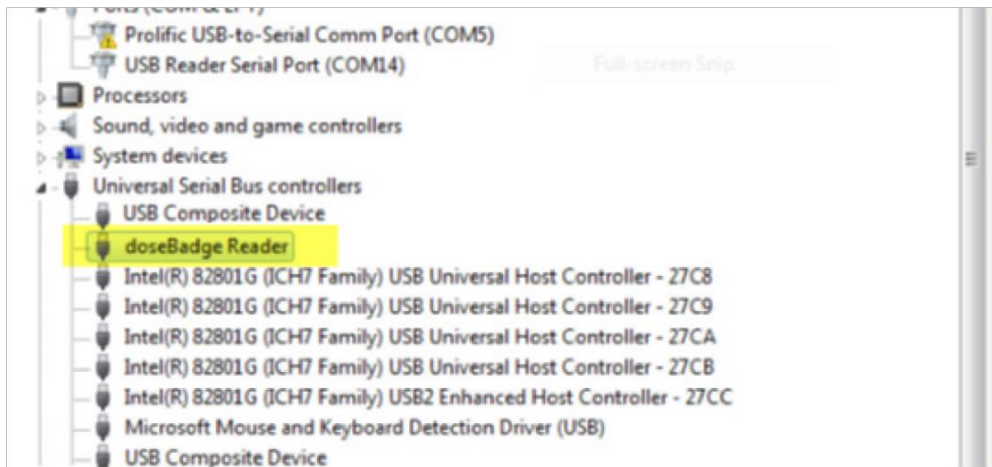 Ports (COM & LPT)
Prolific USB-to-Serial Comm Port (COM5)
USB Reader Serial Port (COM14)
Full-screen Snip
Processors
Sound, video and game controllers
System devices
Universal Serial Bus controllers
USB Composite Device
doseBadge Reader
Intel(R) 82801G (ICH7 Family) USB Universal Host Controller - 27C8
Intel(R) 82801G (ICH7 Family) USB Universal Host Controller - 27C9
Intel(R) 82801G (ICH7 Family) USB Universal Host Controller - 27CA
Intel(R) 82801G (ICH7 Family) USB Universal Host Controller - 27CB
Intel(R) 82801G (ICH7 Family) USB2 Enhanced Host Controller - 27CC
Microsoft Mouse and Keyboard Detection Driver (USB)
USB Composite Device